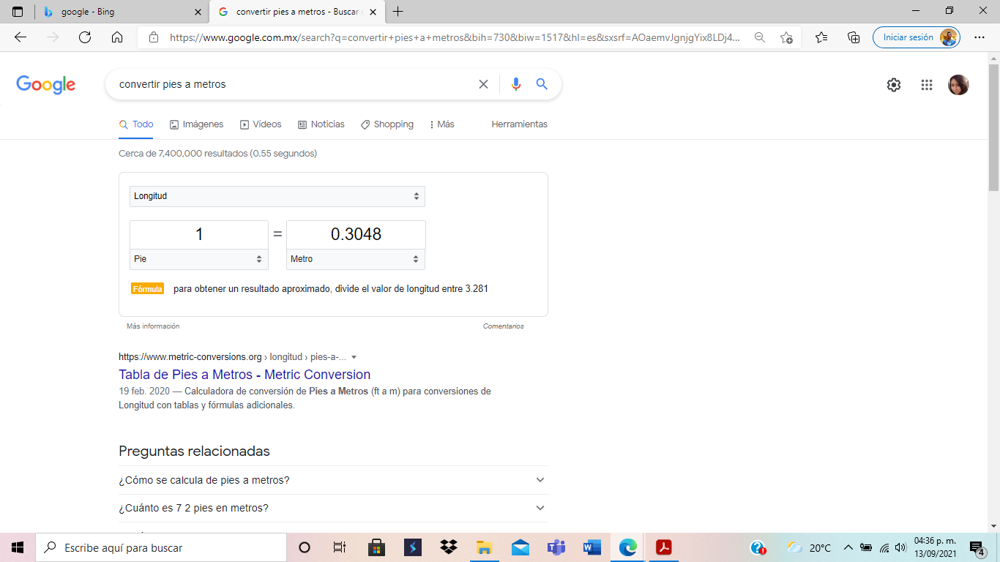 google - Bing
convertir pies a metros - Buscar
https://www.google.com.mx/search?q=convertir+pies+a+metros&bih=730&biw=1517&hl=es&sxsrf=AOaemvJgnjgYix8LDj4...
Iniciar sesión
Google
convertir pies a metros
Todo Imágenes Vídeos Noticias Shopping Más Herramientas
Cerca de 7,400,000 resultados (0.55 segundos)
Longitud
1 = 0.3048
Pie Metro
Fórmula para obtener un resultado aproximado, divide el valor de longitud entre 3.281
Más información Comentarios
https://www.metric-conversions.org › longitud › pies-a-...
Tabla de Pies a Metros - Metric Conversion
19 feb. 2020 — Calculadora de conversión de Pies a Metros (ft a m) para conversiones de
Longitud con tablas y fórmulas adicionales.
Preguntas relacionadas
¿Cómo se calcula de pies a metros?
¿Cuánto es 7 2 pies en metros?
Escribe aquí para buscar
20°C
04:36 p. m.
13/09/2021
4